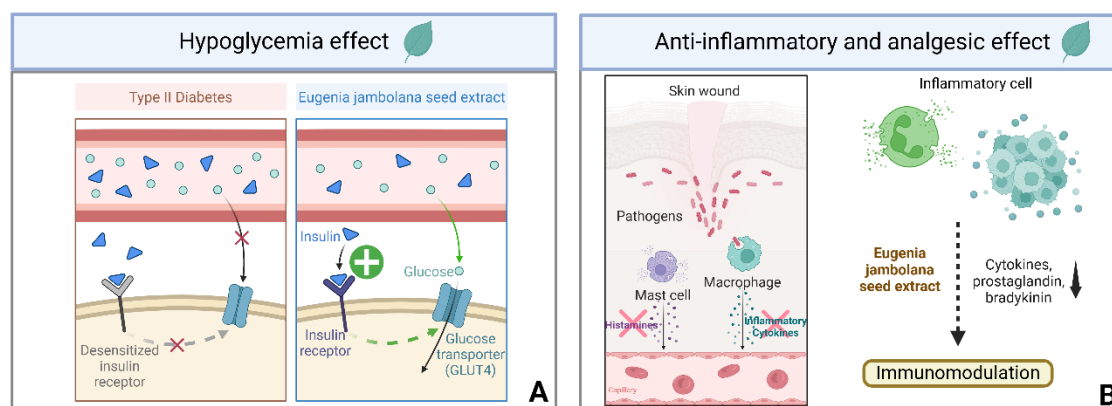 Hypoglycemia effect
Type II Diabetes
Eugenia jambolana seed extract
Insulin
Glucose
Desensitized
insulin
receptor
Insulin
receptor
Glucose
transporter
(GLUT4)
A
Anti-inflammatory and analgesic effect
Skin wound
Pathogens
Mast cell
Macrophage
Histamines
Inflammatory
Cytokines
Capillary
Inflammatory cell
Eugenia
jambolana
seed extract
Cytokines,
prostaglandin,
bradykinin
Immunomodulation
B